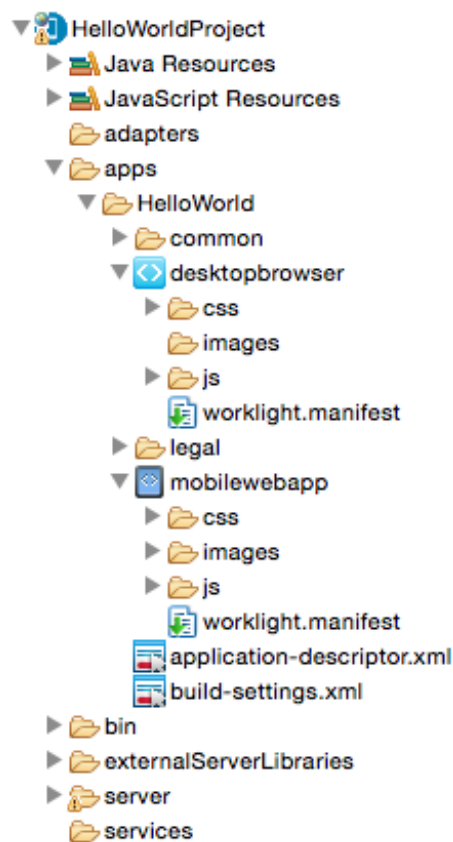 HelloWorldProject
Java Resources
JavaScript Resources
adapters
apps
HelloWorld
common
desktopbrowser
css
images
js
worklight.manifest
legal
mobilewebapp
css
images
js
worklight.manifest
application-descriptor.xml
build-settings.xml
bin
externalServerLibraries
server
services